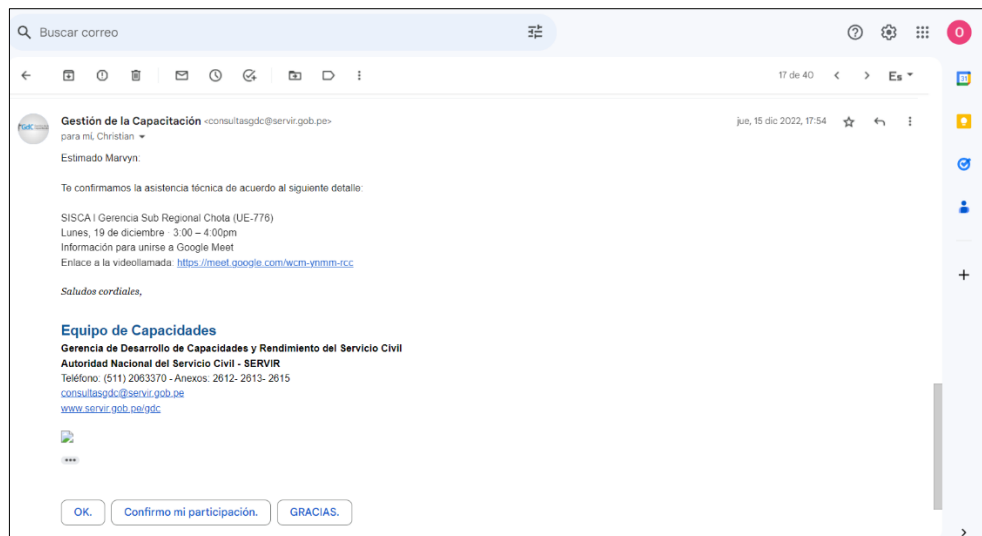 Buscar correo
O
17 de 40
Es
31
Gestión de la Capacitación <consultasgdc@servir.gob.pe>
jue, 15 dic 2022, 17:54
para mí, Christian
Estimado Marvyn:
Te confirmamos la asistencia técnica de acuerdo al siguiente detalle:
SISCA I Gerencia Sub Regional Chota (UE-776)
Lunes, 19 de diciembre · 3:00 – 4:00pm
Información para unirse a Google Meet
Enlace a la videollamada: https://meet.google.com/wcm-ynmm-rcc
Saludos cordiales,
Equipo de Capacidades
Gerencia de Desarrollo de Capacidades y Rendimiento del Servicio Civil
Autoridad Nacional del Servicio Civil - SERVIR
Teléfono: (511) 2063370 - Anexos: 2612- 2613- 2615
consultasgdc@servir.gob.pe
www.servir.gob.pe/gdc
OK.
Confirmo mi participación.
GRACIAS.